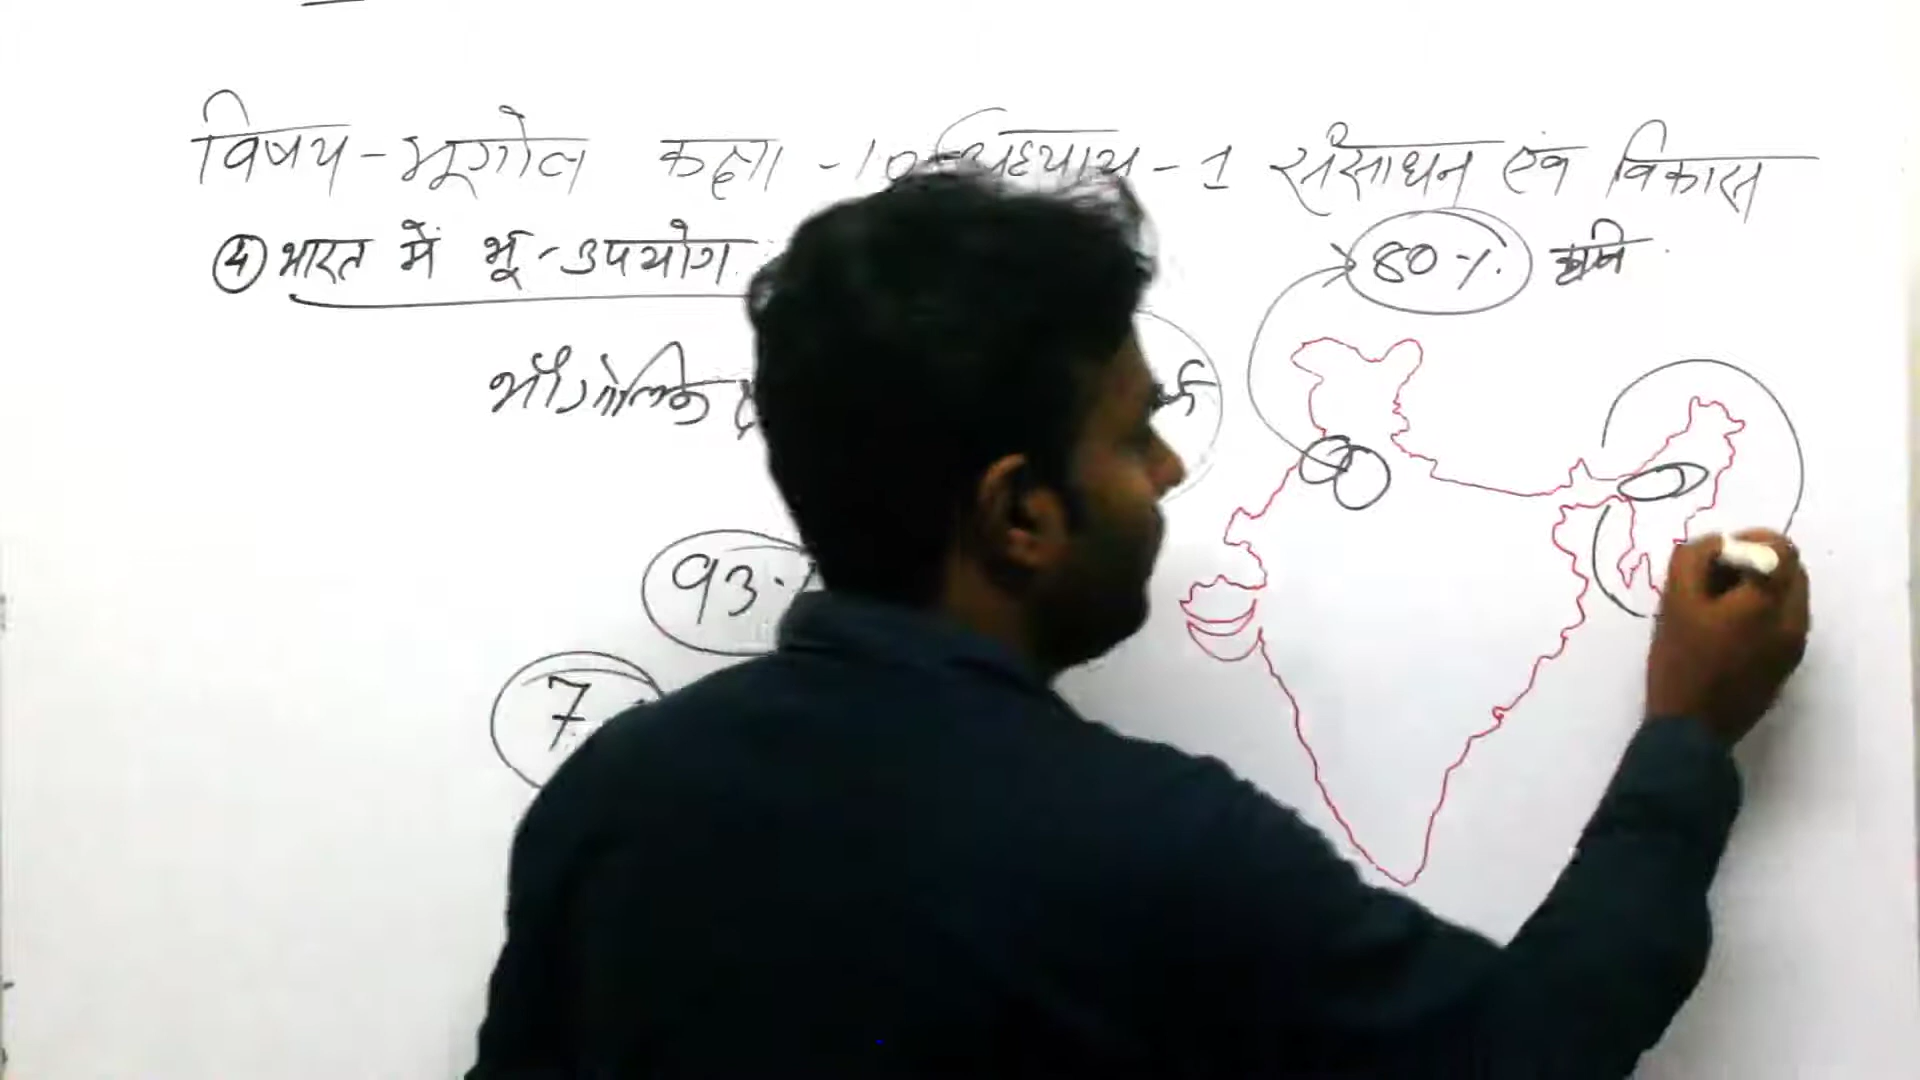 विषय - भूगोल कक्षा - 10 अध्याय - 1 संसाधन एवं विकास
④ भारत में भू-उपयोग
80% कृषि
भौगोलिक
93
7